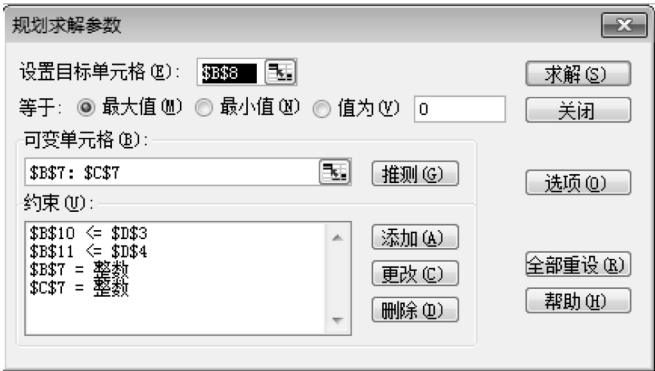 规划求解参数
设置目标单元格(E): $B$8
求解(S)
等于: 最大值(M) 最小值(N) 值为(V) 0
关闭
可变单元格(B):
$B$7: $C$7
推测(G)
选项(O)
约束(U):
$B$10 <= $D$3
$B$11 <= $D$4
$B$7 = 整数
$C$7 = 整数
添加(A)
更改(C)
删除(D)
全部重设(R)
帮助(H)